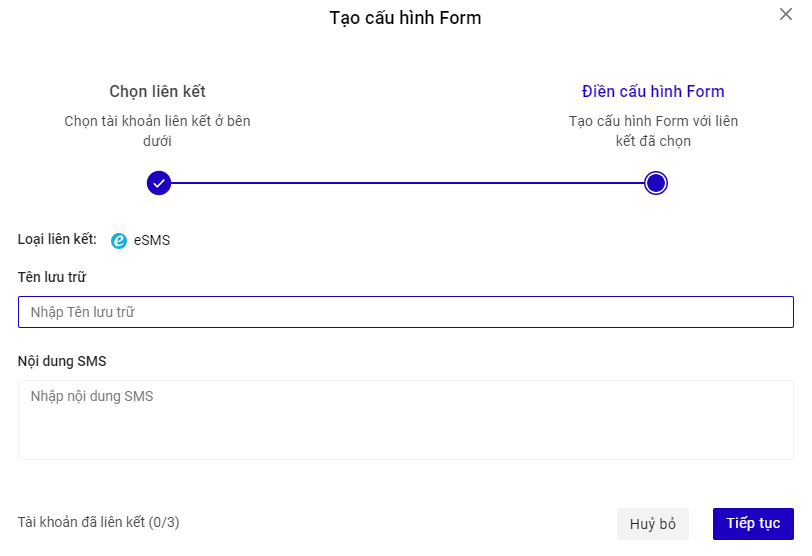 Tạo cấu hình Form
Chọn liên kết
Chọn tài khoản liên kết ở bên
dưới
Điền cấu hình Form
Tạo cấu hình Form với liên
kết đã chọn
Loại liên kết: eSMS
Tên lưu trữ
Nhập Tên lưu trữ
Nội dung SMS
Nhập nội dung SMS
Tài khoản đã liên kết (0/3)
Huỷ bỏ
Tiếp tục